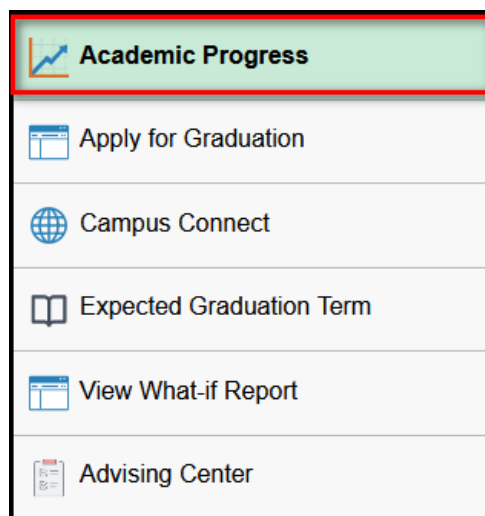 Academic Progress
Apply for Graduation
Campus Connect
Expected Graduation Term
View What-if Report
Advising Center